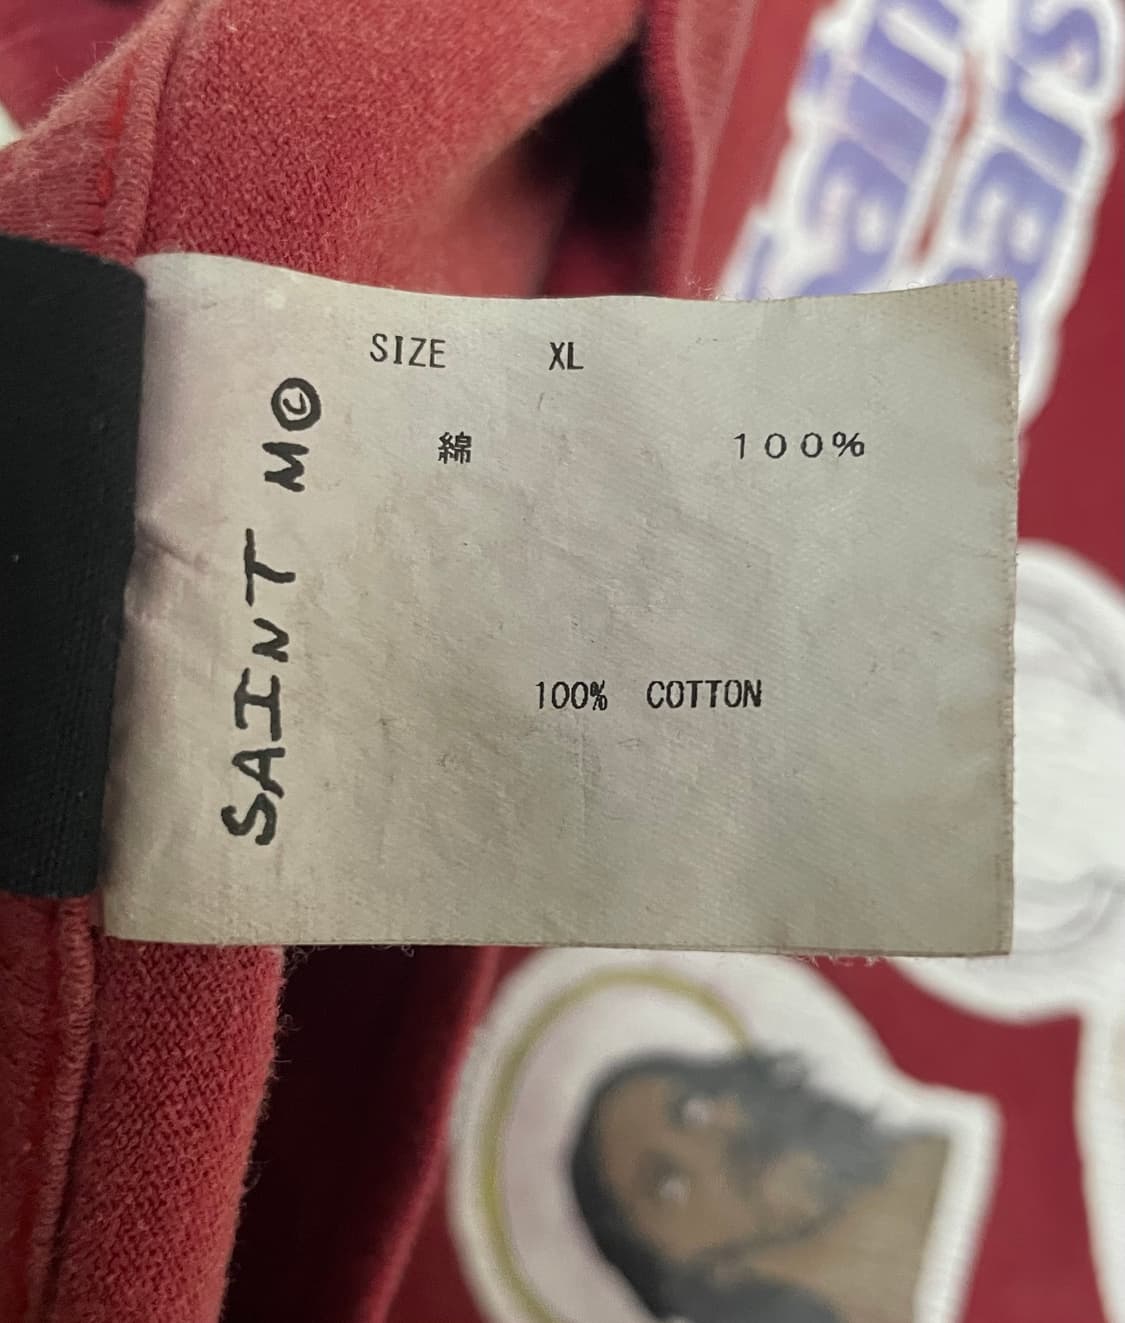 SIZE XL
綿 １００％
100% COTTON
SAINT M©